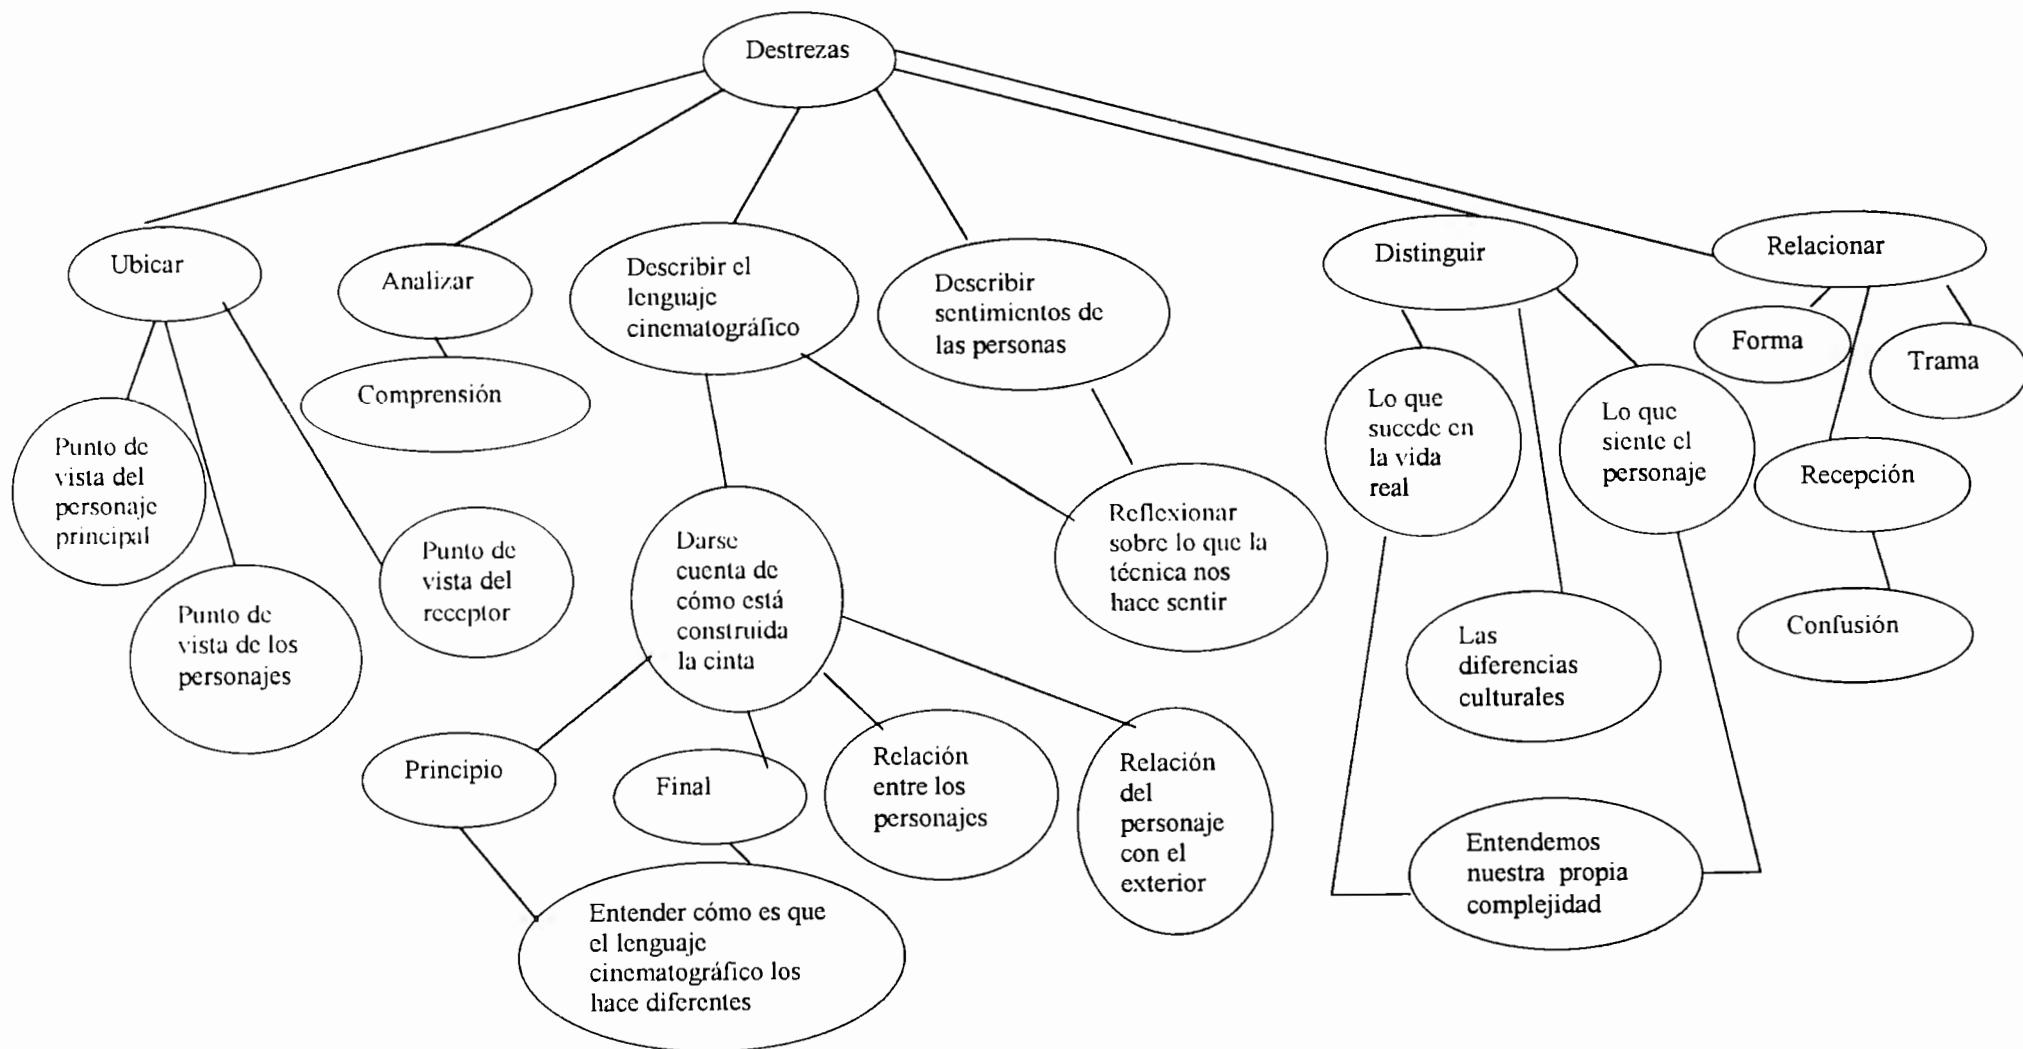 Destrezas
Ubicar
Analizar
Describir el
lenguaje
cinematográfico
Describir
sentimientos de
las personas
Distinguir
Relacionar
Comprensión
Forma
Trama
Punto de
vista del
personaje
principal
Punto de
vista de los
personajes
Punto de
vista del
receptor
Darse
cuenta de
cómo está
construida
la cinta
Reflexionar
sobre lo que la
técnica nos
hace sentir
Lo que
sucede en
la vida
real
Lo que
siente el
personaje
Recepción
Confusión
Las
diferencias
culturales
Principio
Final
Relación
entre los
personajes
Relación
del
personaje
con el
exterior
Entendemos
nuestra propia
complejidad
Entender cómo es que
el lenguaje
cinematográfico los
hace diferentes